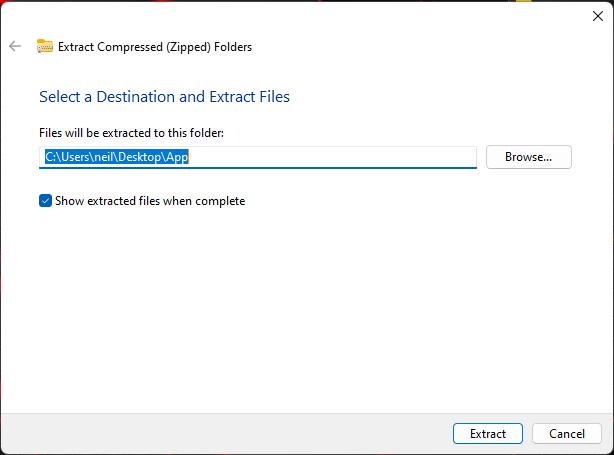 Extract Compressed (Zipped) Folders
Select a Destination and Extract Files
Files will be extracted to this folder:
C:\Users\neil\Desktop\App
Browse...
Show extracted files when complete
Extract
Cancel